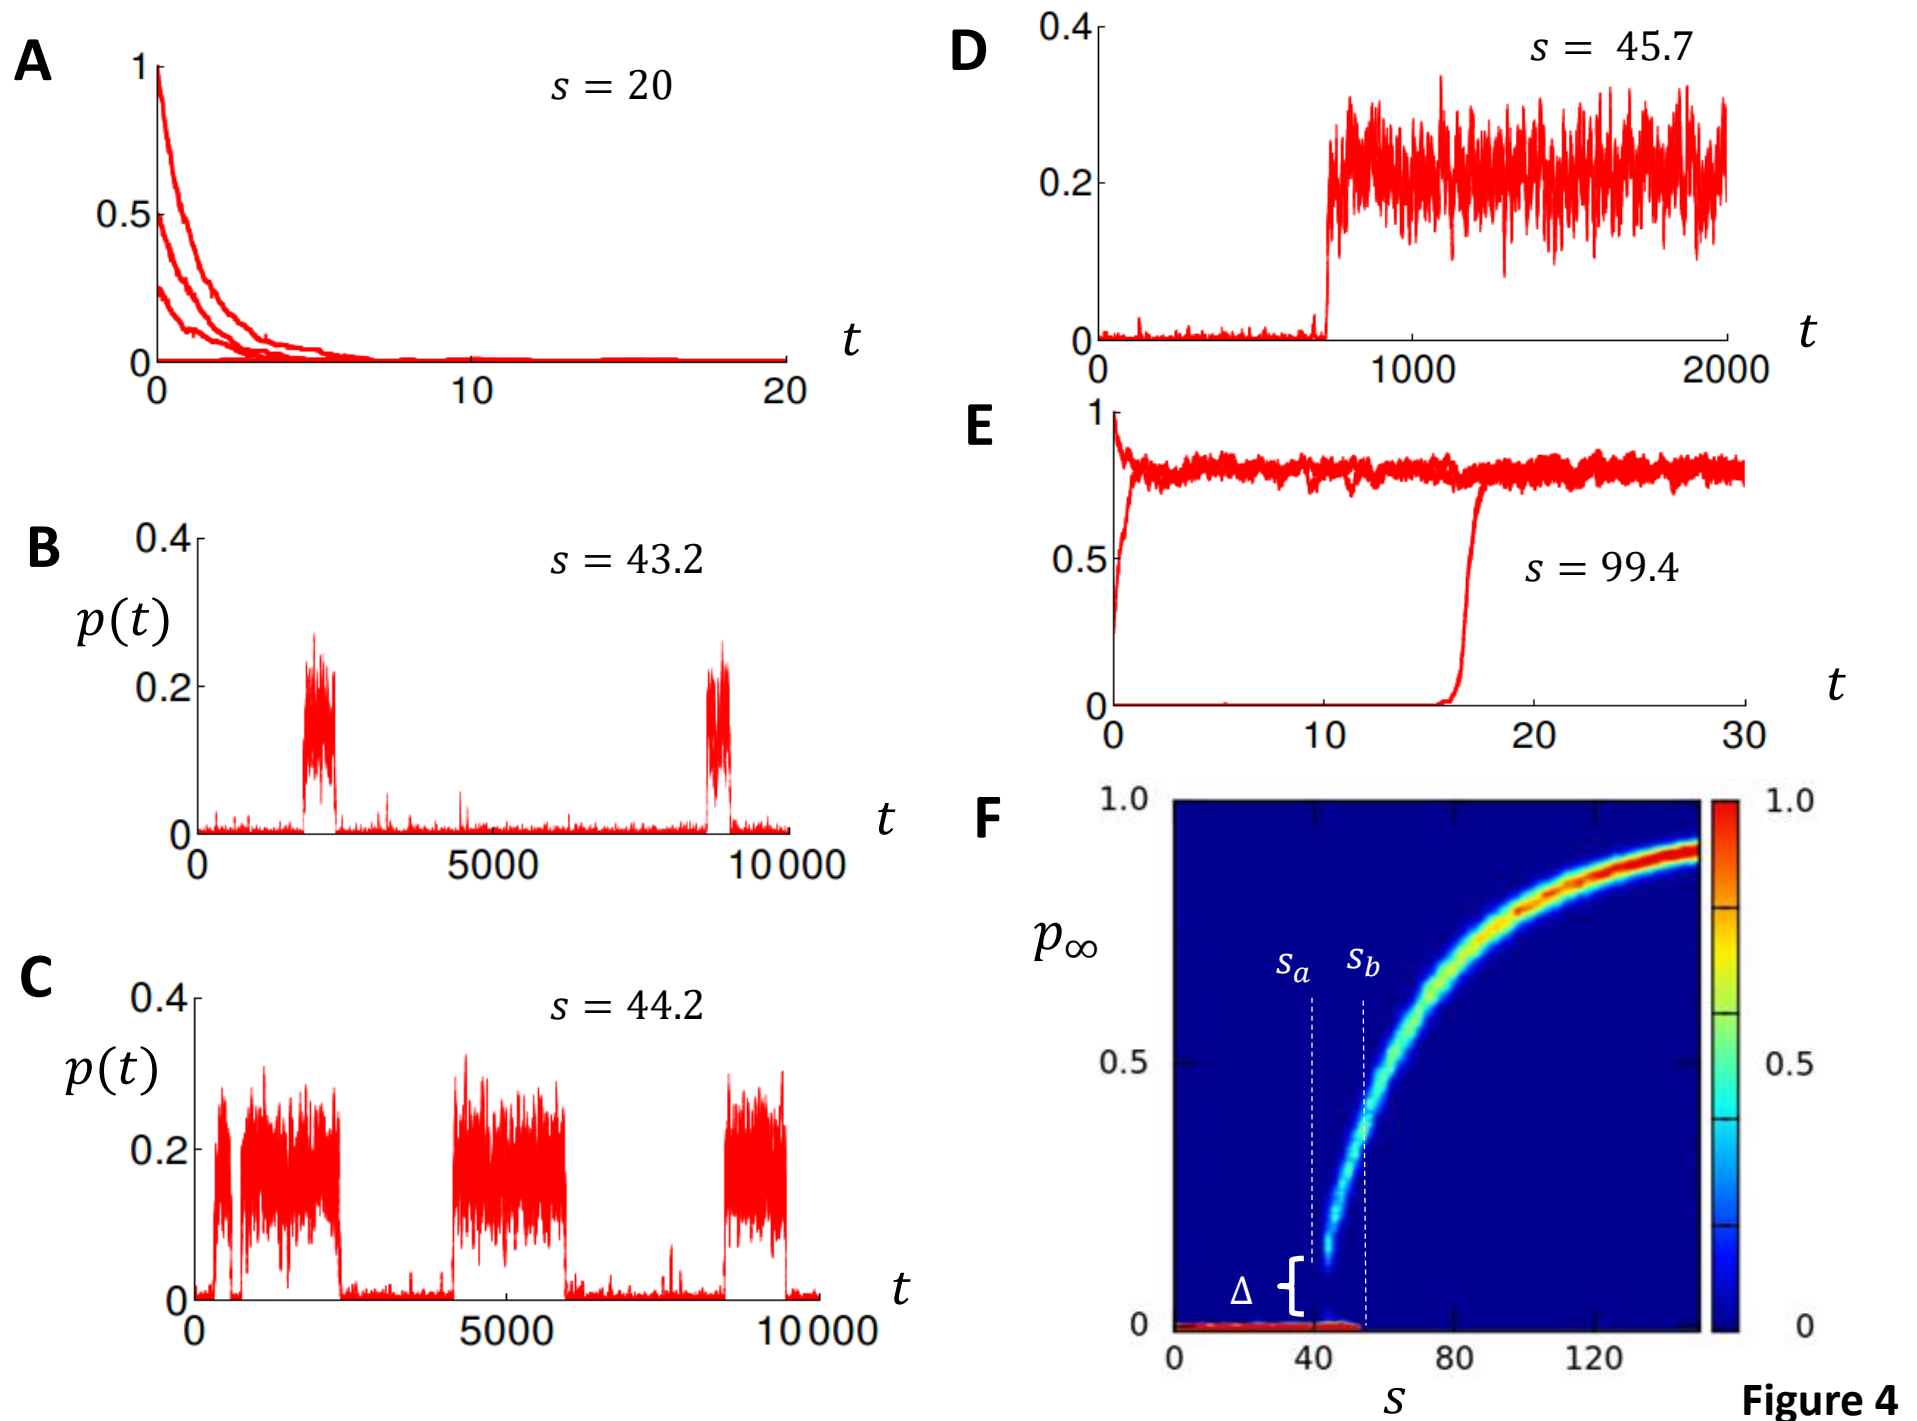 A
s = 20
1
0.5
0
0 10 20
t
B
s = 43.2
0.4
p(t)
0.2
0
0 5000 10 000
t
C
s = 44.2
0.4
p(t)
0.2
0
0 5000 10 000
t
D
s = 45.7
0.4
0.2
0
0 1000 2000
t
E
1
0.5
s = 99.4
0
0 10 20 30
t
F
1.0
p∞
0.5
0
sₐ s_b
Δ
0 40 80 120
s
1.0
0.5
0
Figure 4